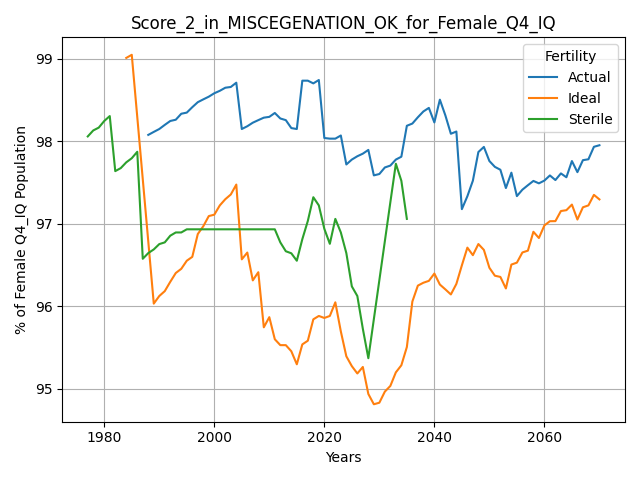 Score_2_in_MISCEGENATION_OK_for_Female_Q4_IQ
% of Female Q4_IQ Population
99
98
97
96
95
Fertility
Actual
Ideal
Sterile
1980 2000 2020 2040 2060
Years